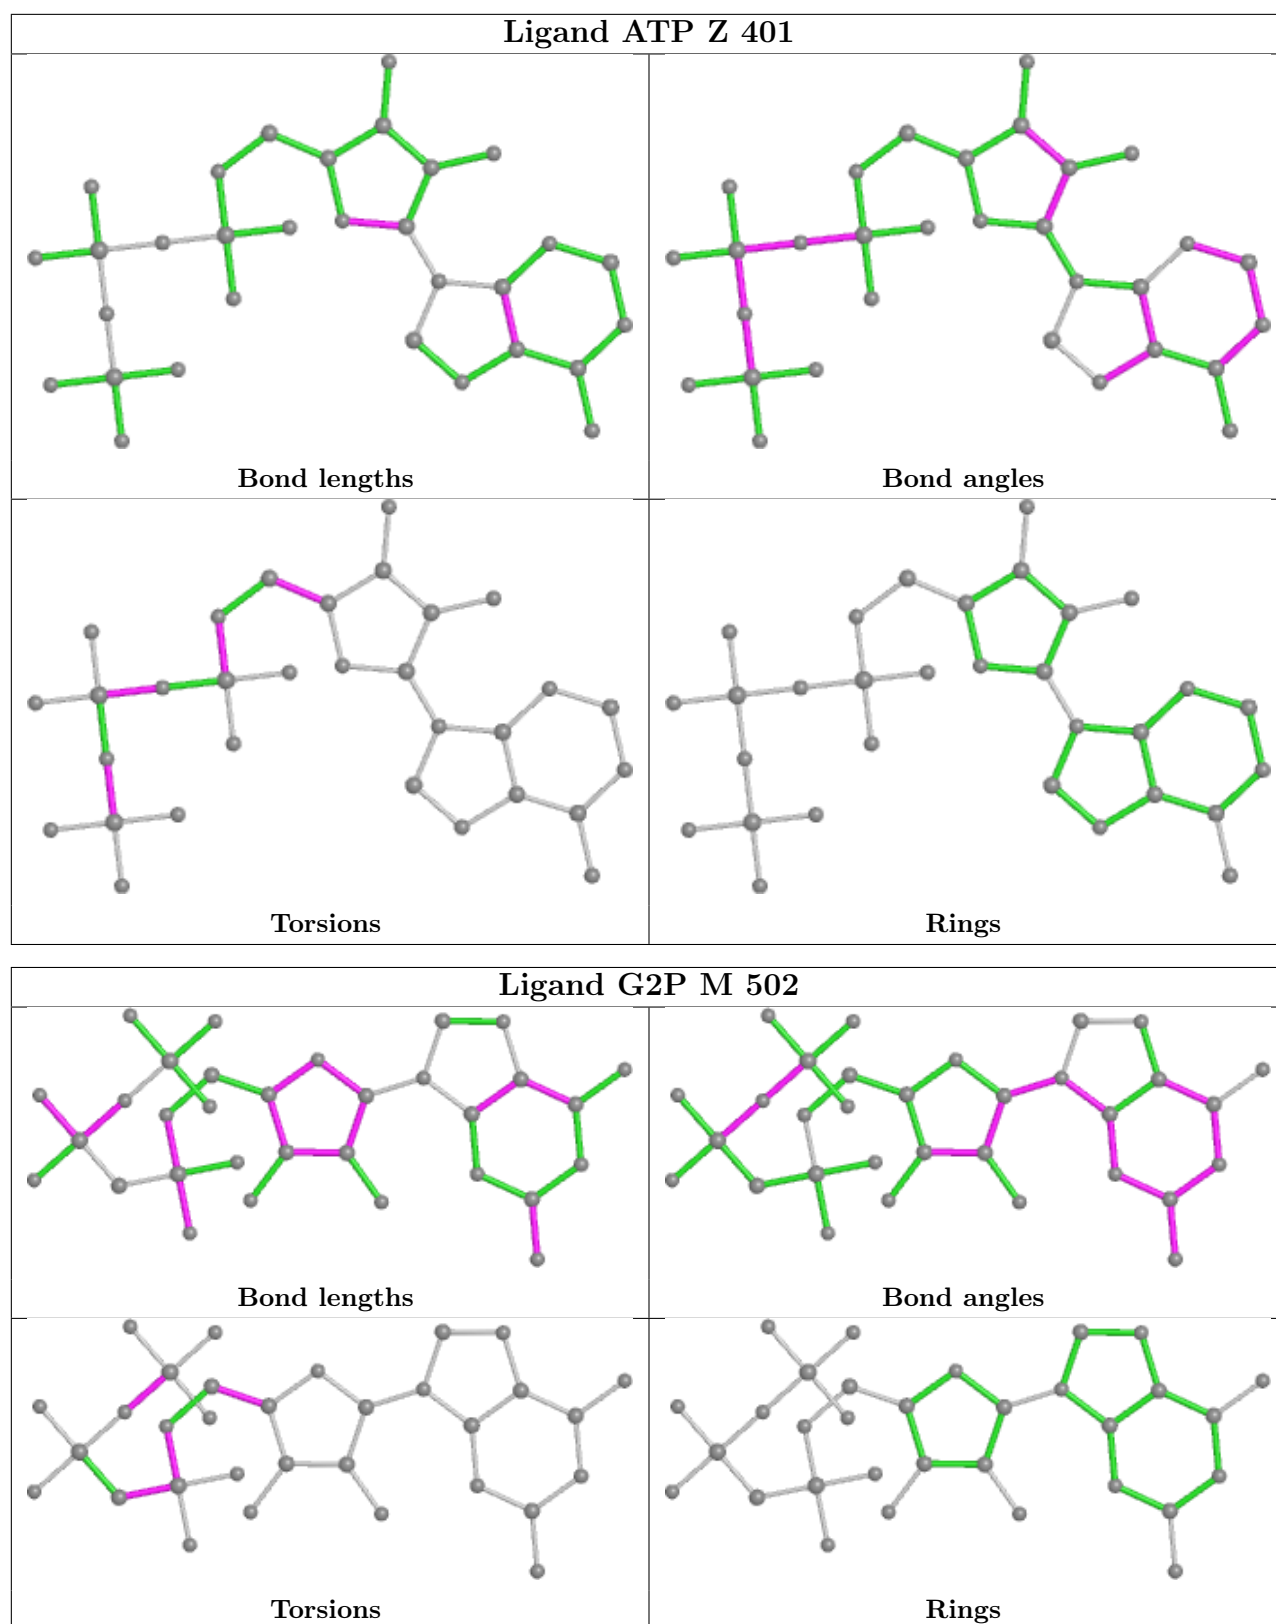 Ligand ATP Z 401
Bond lengths
Bond angles
Torsions
Rings
Ligand G2P M 502
Bond lengths
Bond angles
Torsions
Rings